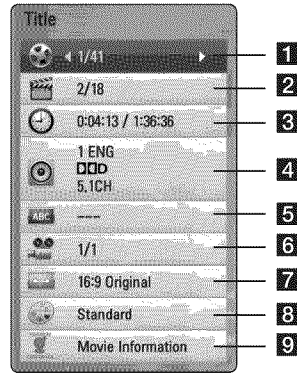 Title
1/41 1
2/18 2
0:04:13 / 1:36:36 3
1 ENG
DD D
5.1CH 4
ABC --- 5
1/1 6
16:9 Original 7
Standard 8
Movie Information 9